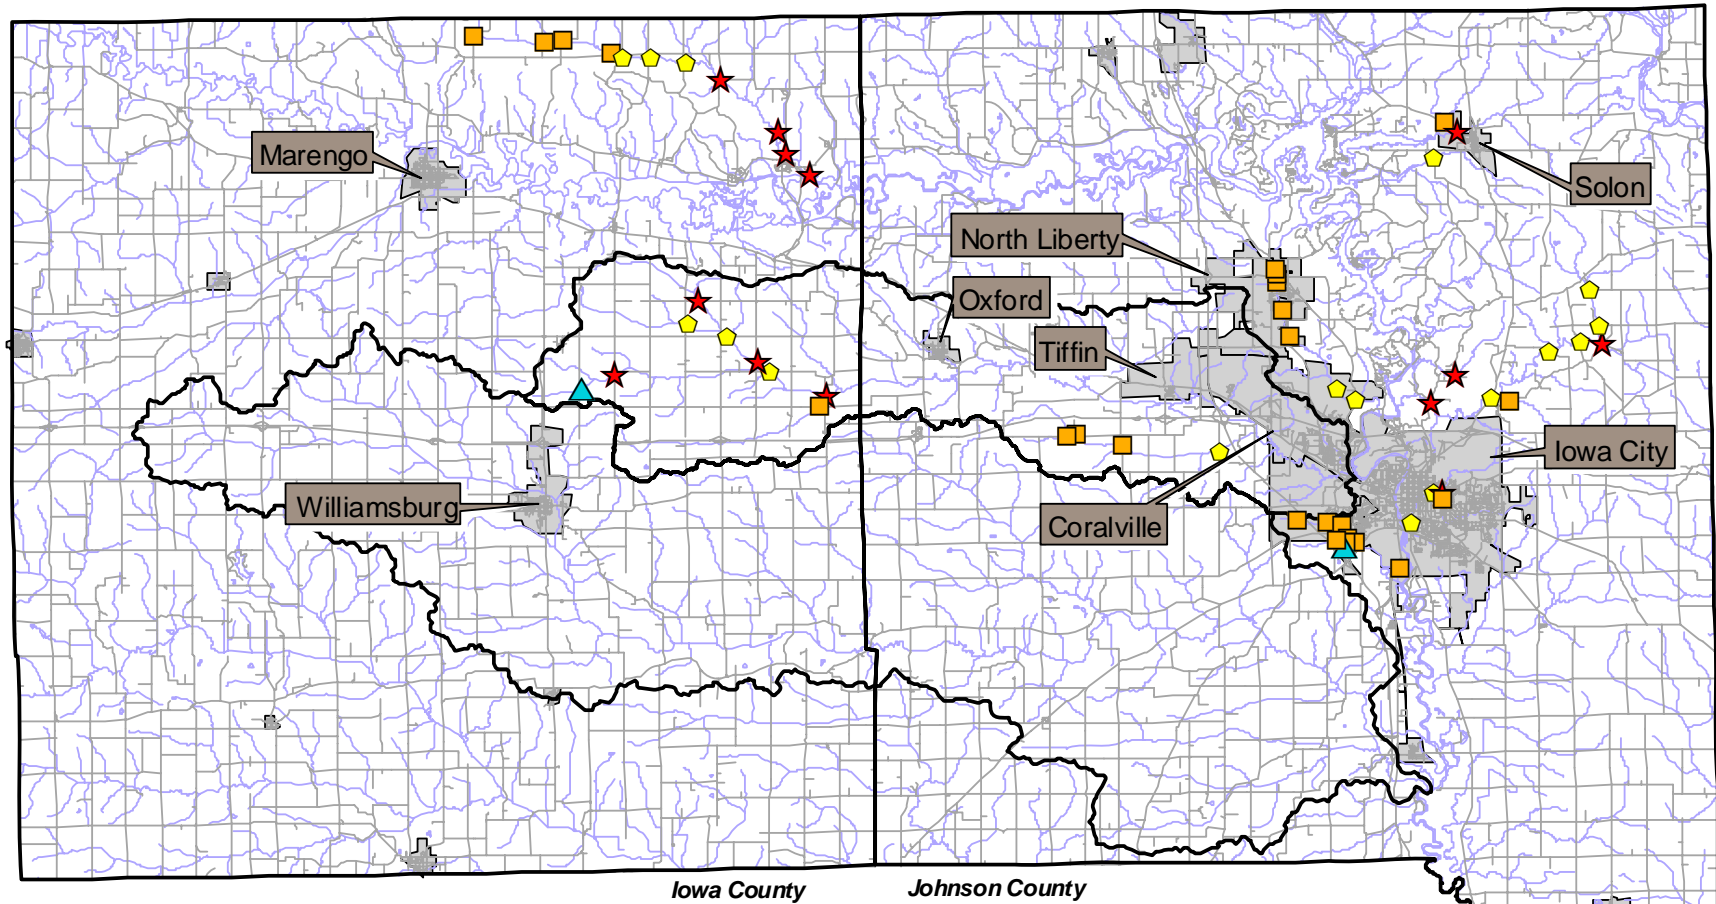 Marengo
Solon
North Liberty
Oxford
Tiffin
Iowa City
Williamsburg
Coralville
Iowa County
Johnson County